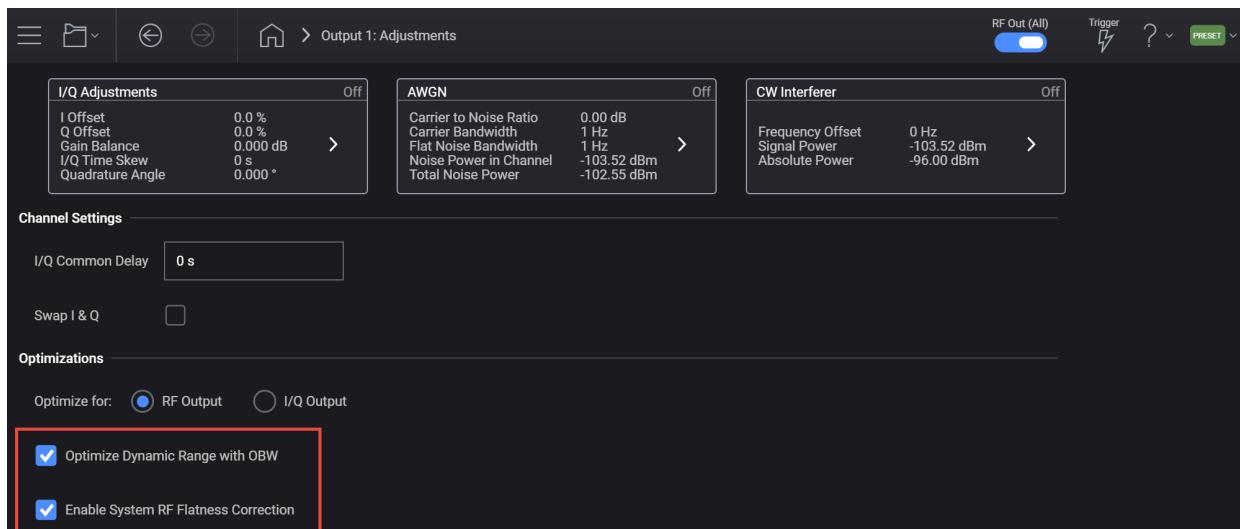 Output 1: Adjustments
RF Out (All)
Trigger
?
PRESET
I/Q Adjustments Off
I Offset 0.0 %
Q Offset 0.0 %
Gain Balance 0.000 dB
I/Q Time Skew 0 s
Quadrature Angle 0.000 °
AWGN Off
Carrier to Noise Ratio 0.00 dB
Carrier Bandwidth 1 Hz
Flat Noise Bandwidth 1 Hz
Noise Power in Channel -103.52 dBm
Total Noise Power -102.55 dBm
CW Interferer Off
Frequency Offset 0 Hz
Signal Power -103.52 dBm
Absolute Power -96.00 dBm
Channel Settings
I/Q Common Delay 0 s
Swap I & Q
Optimizations
Optimize for: RF Output I/Q Output
Optimize Dynamic Range with OBW
Enable System RF Flatness Correction